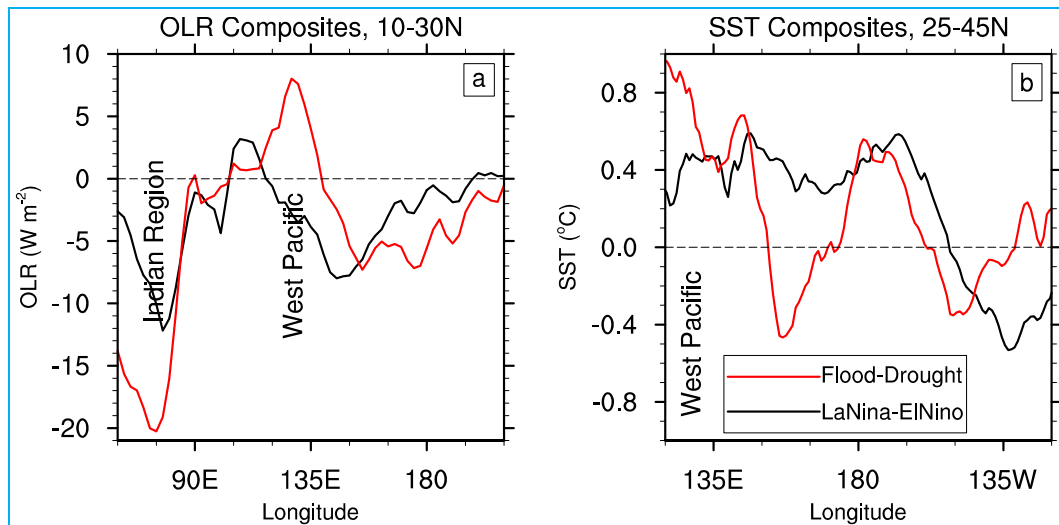 OLR Composites, 10-30N
a
10
5
0
-5
-10
-15
-20
OLR (W m-2)
Indian Region
West Pacific
90E
135E
180
Longitude
SST Composites, 25-45N
b
0.8
0.4
0.0
-0.4
-0.8
SST (oC)
West Pacific
Flood-Drought
LaNina-ElNino
135E
180
135W
Longitude